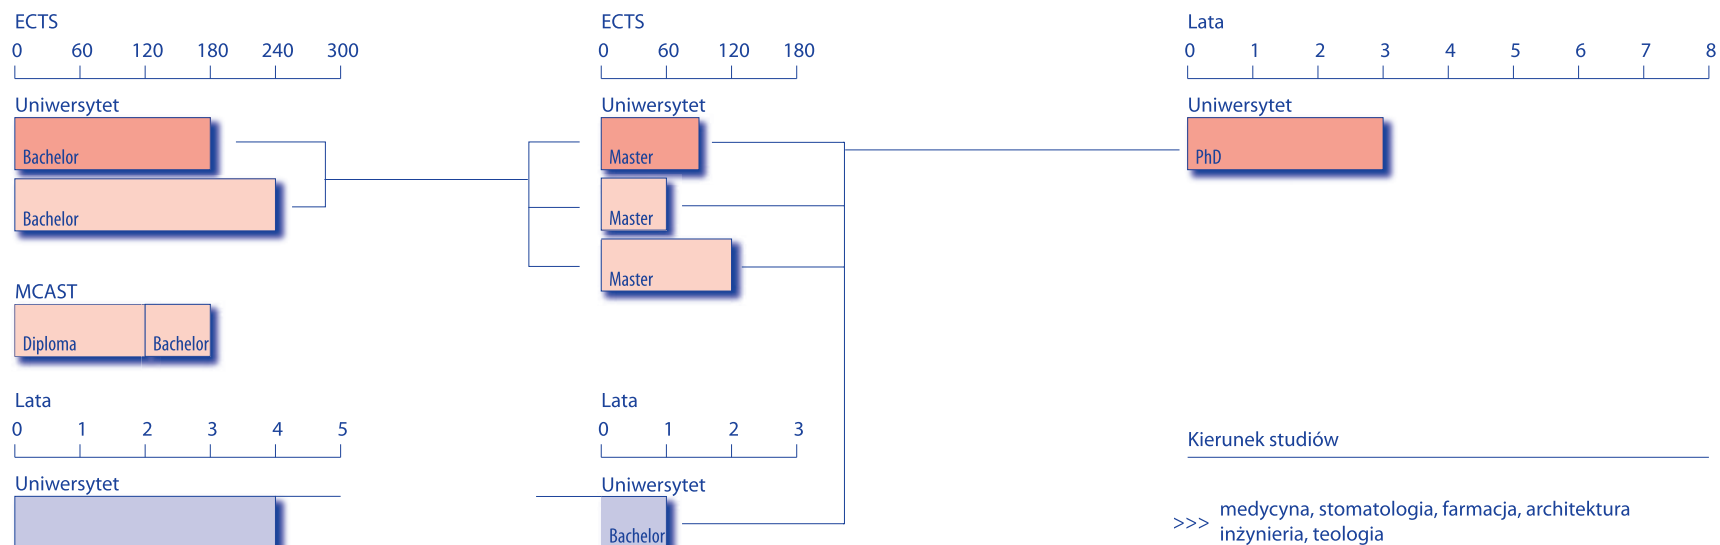 ECTS
0 60 120 180 240 300
Uniwersytet
Bachelor
Bachelor
MCAST
Diploma Bachelor
Lata
0 1 2 3 4 5
Uniwersytet
ECTS
0 60 120 180
Uniwersytet
Master
Master
Master
Lata
0 1 2 3
Uniwersytet
Bachelor
Lata
0 1 2 3 4 5 6 7 8
Uniwersytet
PhD
Kierunek studiów
>>> medycyna, stomatologia, farmacja, architektura
inżynieria, teologia